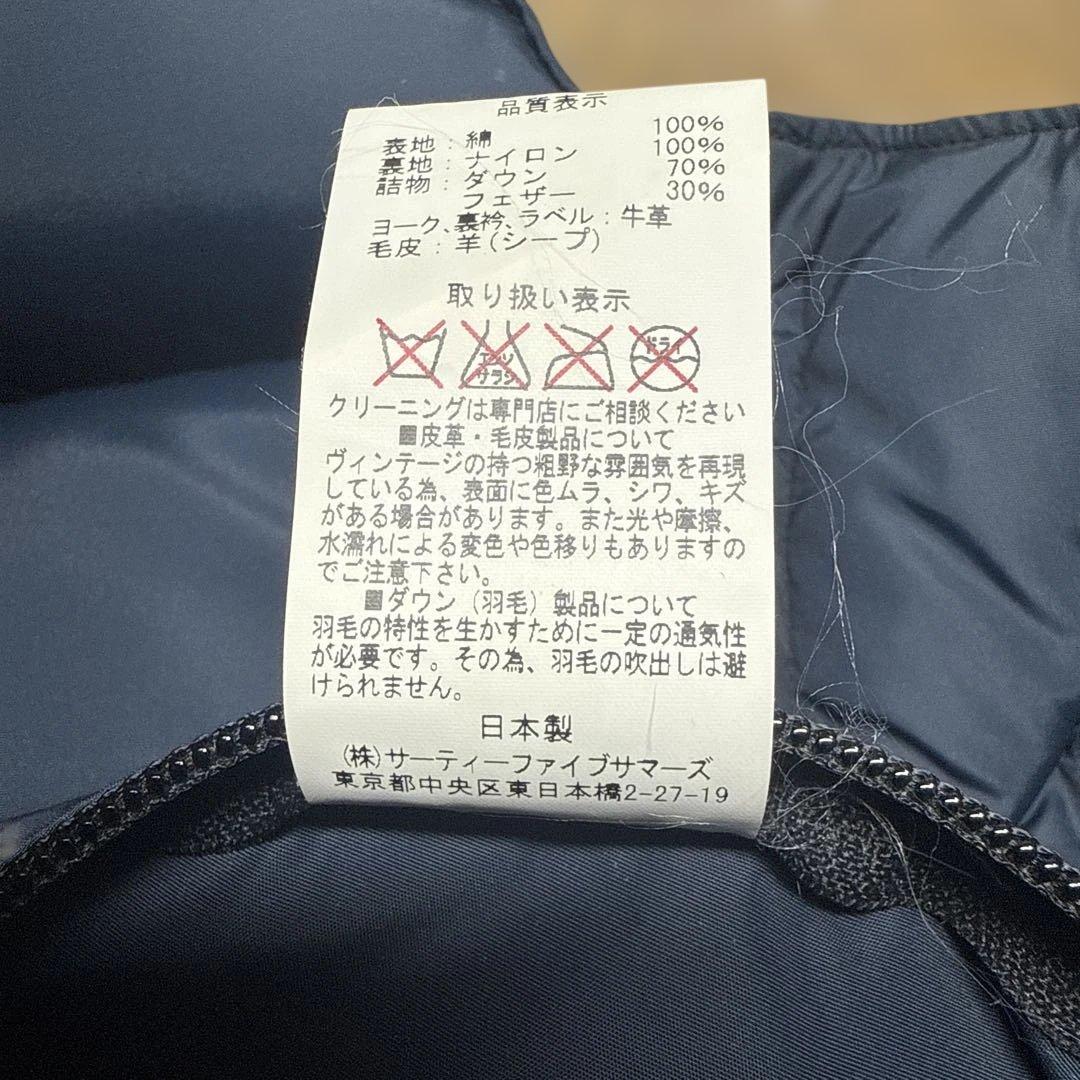 品質表示
表地：綿 100%
裏地：ナイロン 100%
詰物：ダウン 70%
フェザー 30%
ヨーク、裏衿、ラベル：牛革
毛皮：羊（シープ）
取り扱い表示
エンソ
サラシ
ドライ
クリーニングは専門店にご相談ください
■皮革・毛皮製品について
ヴィンテージの持つ粗野な雰囲気を再現
している為、表面に色ムラ、シワ、キズ
がある場合があります。また光や摩擦、
水濡れによる変色や色移りもありますの
でご注意下さい。
■ダウン（羽毛）製品について
羽毛の特性を生かすために一定の通気性
が必要です。その為、羽毛の吹出しは避
けられません。
日本製
（株）サーティーファイブサマーズ
東京都中央区東日本橋2-27-19